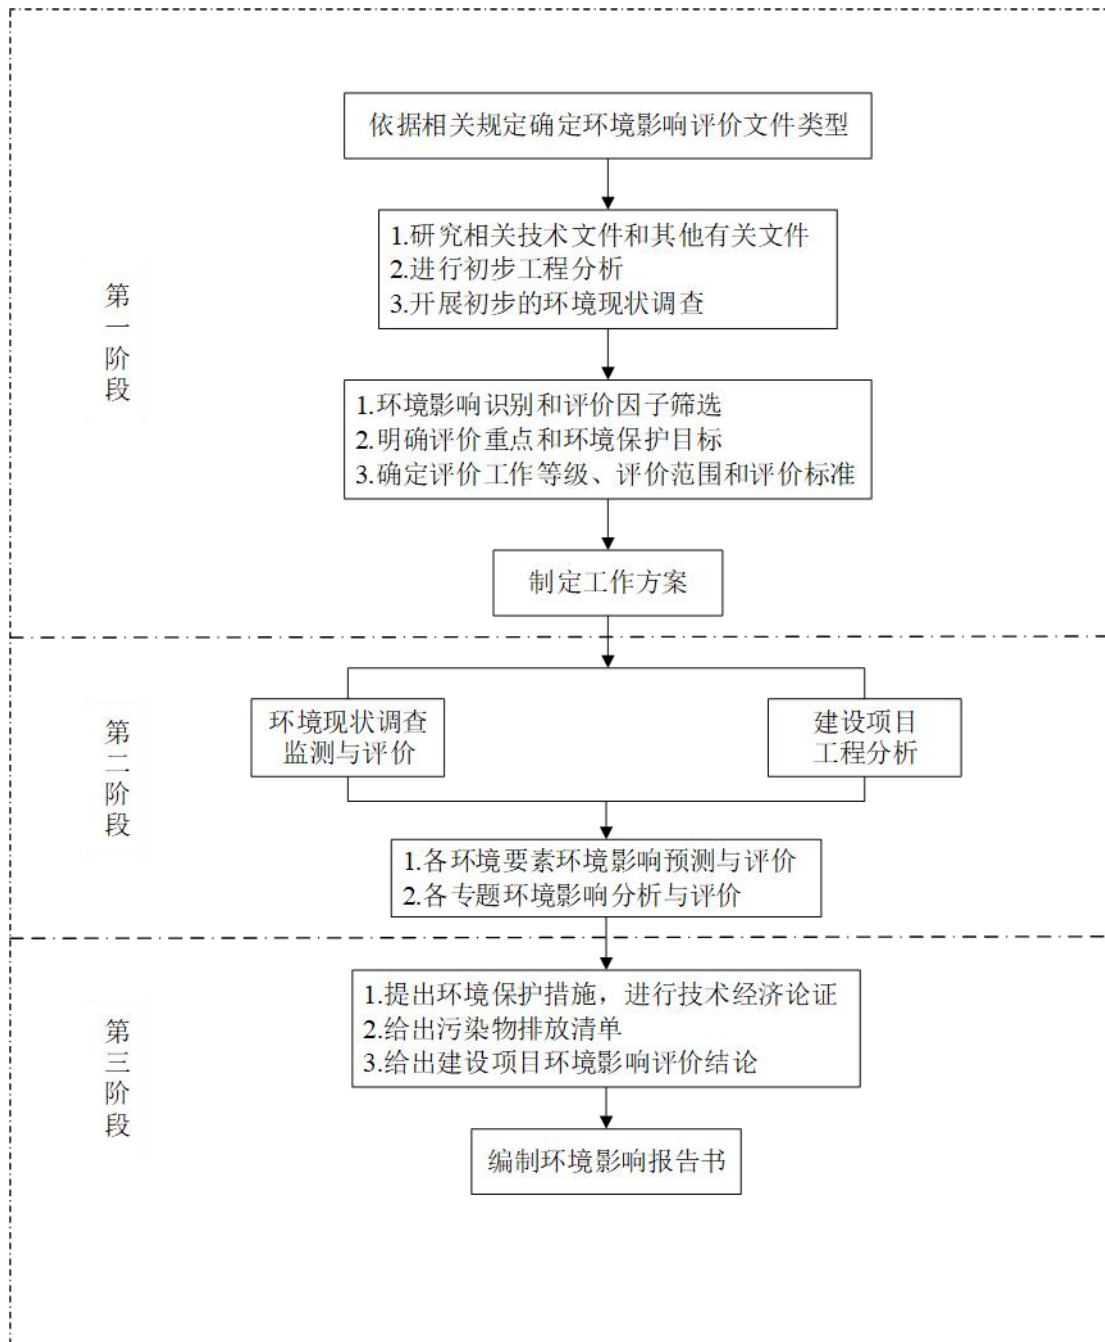 依据相关规定确定环境影响评价文件类型
第一阶段
1.研究相关技术文件和其他有关文件
2.进行初步工程分析
3.开展初步的环境现状调查
1.环境影响识别和评价因子筛选
2.明确评价重点和环境保护目标
3.确定评价工作等级、评价范围和评价标准
制定工作方案
第二阶段
环境现状调查
监测与评价
建设项目
工程分析
1.各环境要素环境影响预测与评价
2.各专题环境影响分析与评价
第三阶段
1.提出环境保护措施，进行技术经济论证
2.给出污染物排放清单
3.给出建设项目环境影响评价结论
编制环境影响报告书